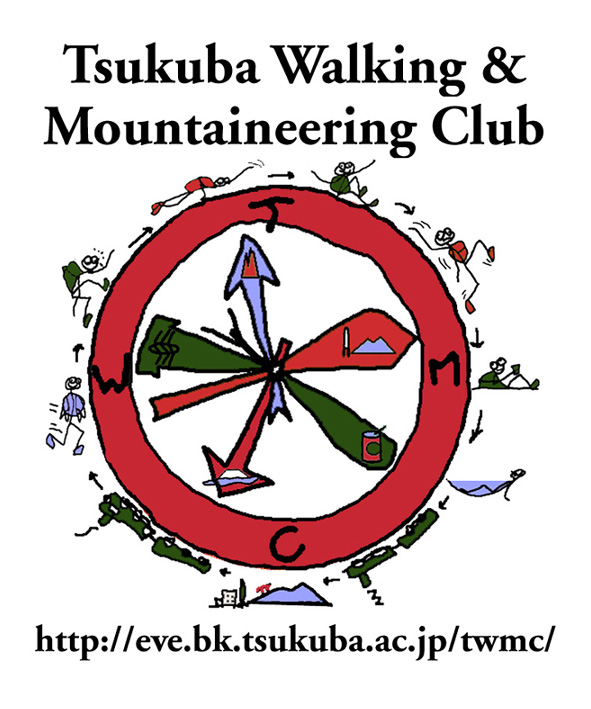 Tsukuba Walking &
Mountaineering Club
T
W
M
C
http://eve.bk.tsukuba.ac.jp/twmc/